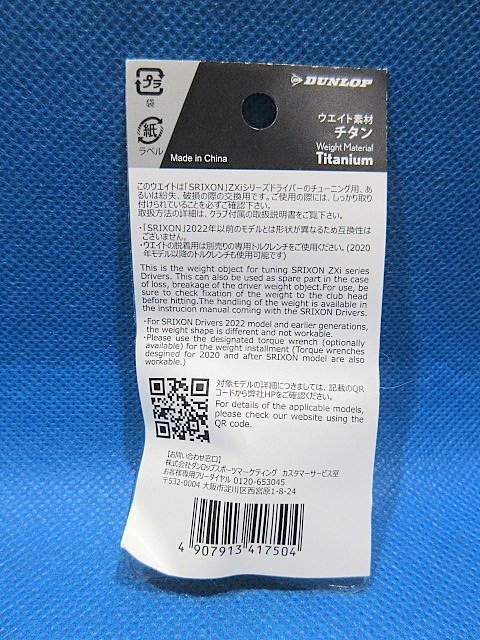 プラ
袋
紙
ラベル
Made in China
DUNLOP
ウエイト素材
チタン
Weight Material
Titanium
このウエイトは「SRIXON」ZXiシリーズドライバーのチューニング用、あ
るいは紛失、破損の際の交換用です。ご使用の際には、しっかり取り
付けられていることを必ずご確認下さい。
取扱方法の詳細は、クラブ付属の取扱説明書をご覧下さい。
・「SRIXON」2022年以前のモデルとは形状が異なるため互換性は
ございません。
・ウエイトの脱着用は別売りの専用トルクレンチをご使用ください。(2020
年モデル以降のトルクレンチも使用可能です)
This is the weight object for tuning SRIXON ZXi series
Drivers. This can also be used as spare part in the case
of loss, breakage of the driver weight object.For use, be
sure to check fixation of the weight to the club head
before hitting.The handling of the weight is available in
the instrucion manual coming with the SRIXON Drivers.
・For SRIXON Drivers 2022 model and earlier generations,
the weight shape is different and not workable.
・Please use the designated torque wrench (optionally
available) for the weight installment (Torque wrenches
desgined for 2020 and after SRIXON model are also
workable.)
対象モデルの詳細につきましては、記載のQR
コードから弊社HPをご確認ください。
For details of the applicable models,
please check our website using the
QR code.
【お問い合わせ窓口】
株式会社ダンロップスポーツマーケティング カスタマーサービス室
お客様専用フリーダイヤル 0120-653045
〒532-0004 大阪市淀川区西宮原1-8-24
4 907913 417504